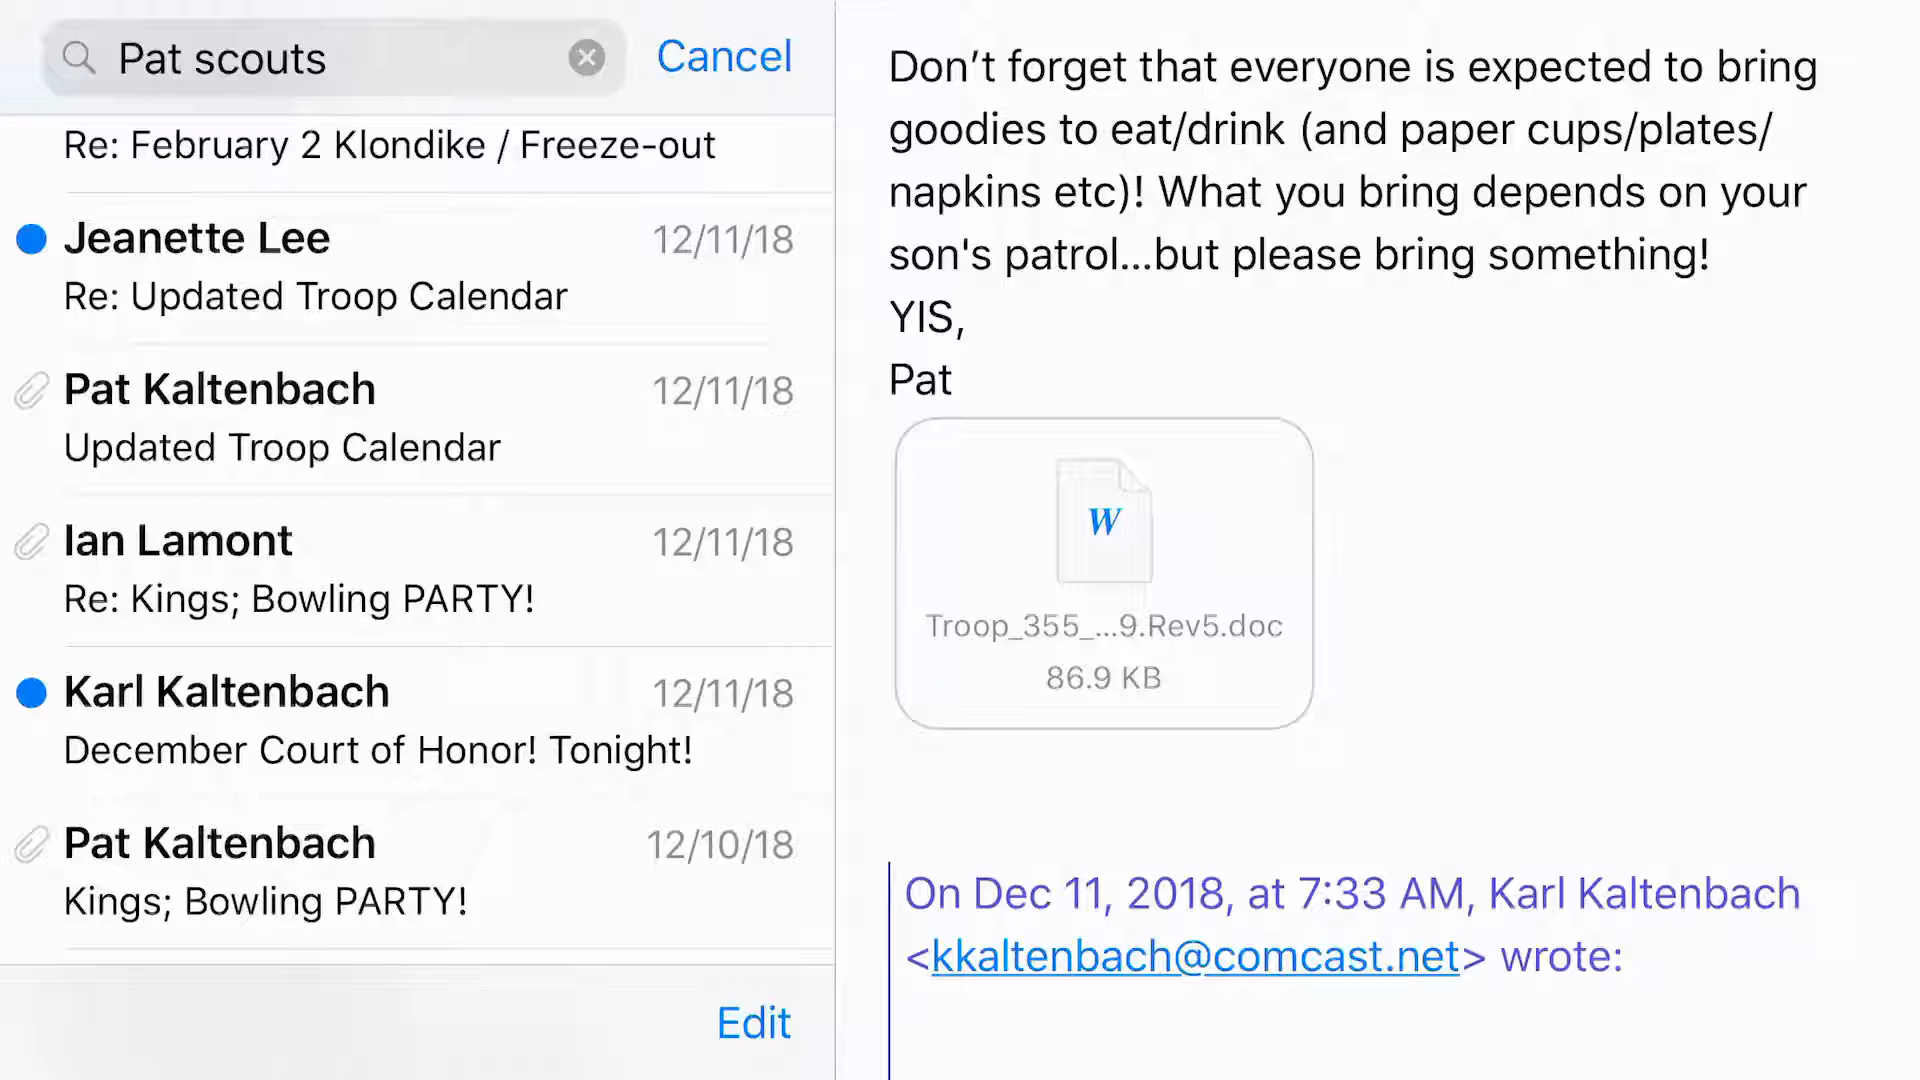 Pat scouts
Cancel
Re: February 2 Klondike / Freeze-out
Jeanette Lee 12/11/18
Re: Updated Troop Calendar
Pat Kaltenbach 12/11/18
Updated Troop Calendar
Ian Lamont 12/11/18
Re: Kings; Bowling PARTY!
Karl Kaltenbach 12/11/18
December Court of Honor! Tonight!
Pat Kaltenbach 12/10/18
Kings; Bowling PARTY!
Edit
Don’t forget that everyone is expected to bring
goodies to eat/drink (and paper cups/plates/
napkins etc)! What you bring depends on your
son's patrol...but please bring something!
YIS,
Pat
W
Troop_355_...9.Rev5.doc
86.9 KB
On Dec 11, 2018, at 7:33 AM, Karl Kaltenbach
<kkaltenbach@comcast.net> wrote: